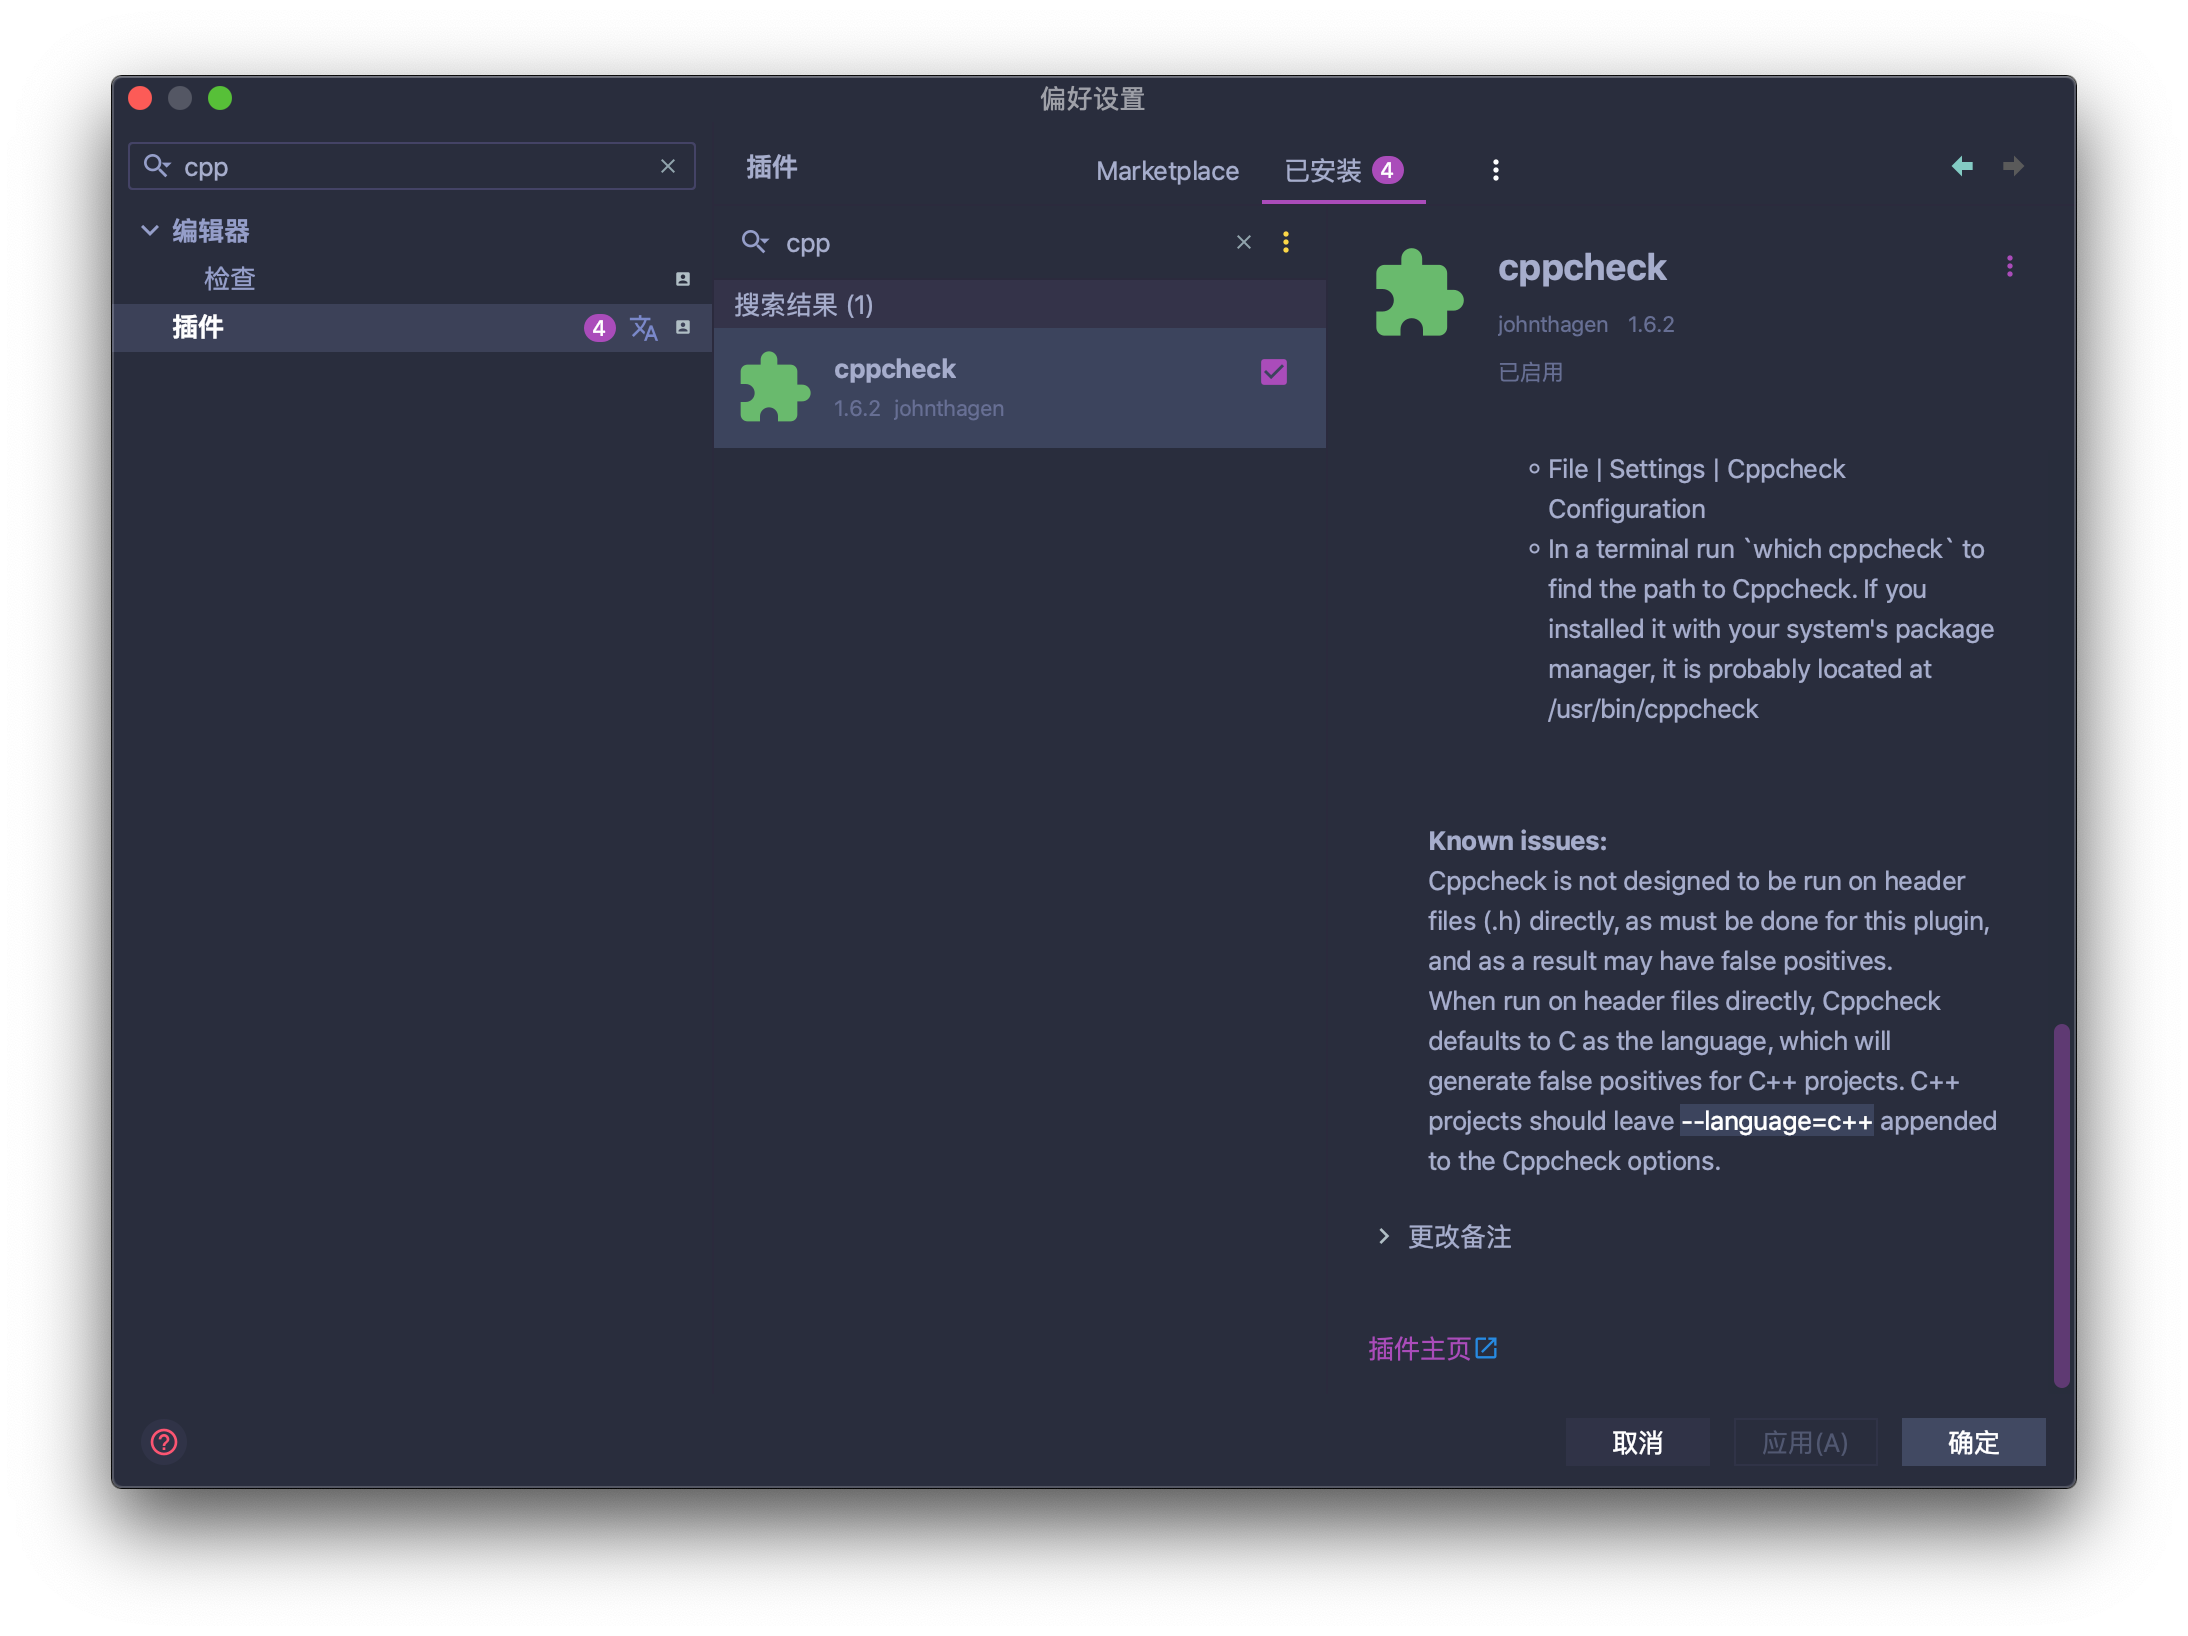 偏好设置
cpp
编辑器
检查
插件 4
插件 Marketplace 已安装 4
cpp
搜索结果 (1)
cppcheck
1.6.2 johnthagen
cppcheck
johnthagen 1.6.2
已启用
File | Settings | Cppcheck
Configuration
In a terminal run `which cppcheck` to
find the path to Cppcheck. If you
installed it with your system's package
manager, it is probably located at
/usr/bin/cppcheck
Known issues:
Cppcheck is not designed to be run on header
files (.h) directly, as must be done for this plugin,
and as a result may have false positives.
When run on header files directly, Cppcheck
defaults to C as the language, which will
generate false positives for C++ projects. C++
projects should leave --language=c++ appended
to the Cppcheck options.
更改备注
插件主页
取消 应用(A) 确定